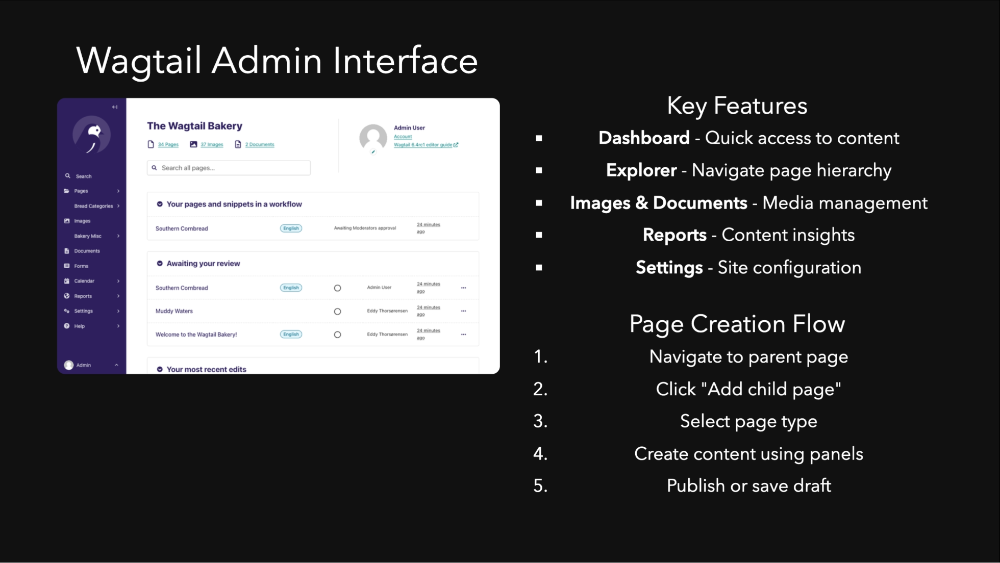 Wagtail Admin Interface
The Wagtail Bakery
34 Pages 37 Images 2 Documents
Search all pages...
Admin User
Account
Wagtail 6.4rc1 editor guide
Search
Pages
Bread Categories
Images
Bakery Misc
Documents
Forms
Calendar
Reports
Settings
Help
Admin
Your pages and snippets in a workflow
Southern Cornbread English Awaiting Moderators approval 24 minutes
ago
Awaiting your review
Southern Cornbread English Admin User 24 minutes
ago
Muddy Waters Eddy Thorsørensen 24 minutes
ago
Welcome to the Wagtail Bakery! English Eddy Thorsørensen 24 minutes
ago
Your most recent edits
Key Features
▪ Dashboard - Quick access to content
▪ Explorer - Navigate page hierarchy
▪ Images & Documents - Media management
▪ Reports - Content insights
▪ Settings - Site configuration
Page Creation Flow
1. Navigate to parent page
2. Click "Add child page"
3. Select page type
4. Create content using panels
5. Publish or save draft